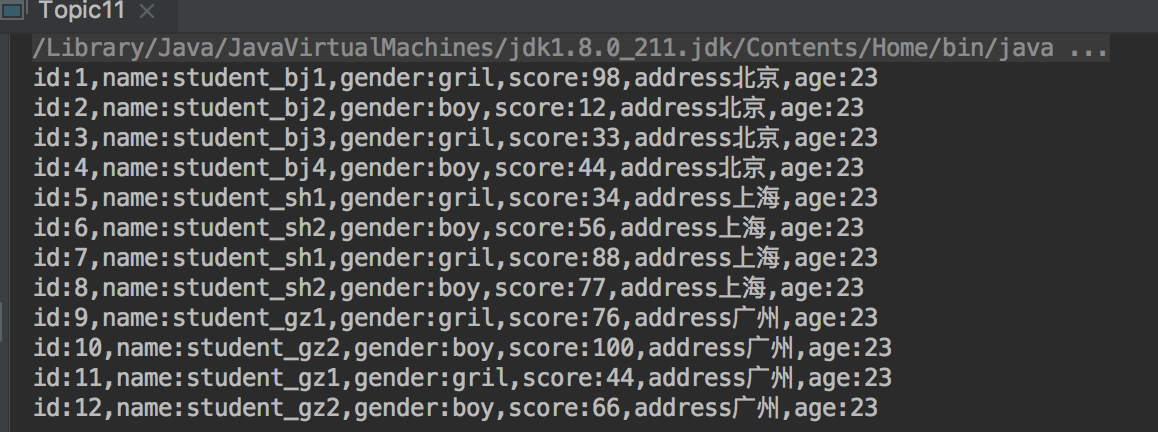 Topic11
/Library/Java/JavaVirtualMachines/jdk1.8.0_211.jdk/Contents/Home/bin/java ...
id:1,name:student_bj1,gender:gril,score:98,address北京,age:23
id:2,name:student_bj2,gender:boy,score:12,address北京,age:23
id:3,name:student_bj3,gender:gril,score:33,address北京,age:23
id:4,name:student_bj4,gender:boy,score:44,address北京,age:23
id:5,name:student_sh1,gender:gril,score:34,address上海,age:23
id:6,name:student_sh2,gender:boy,score:56,address上海,age:23
id:7,name:student_sh1,gender:gril,score:88,address上海,age:23
id:8,name:student_sh2,gender:boy,score:77,address上海,age:23
id:9,name:student_gz1,gender:gril,score:76,address广州,age:23
id:10,name:student_gz2,gender:boy,score:100,address广州,age:23
id:11,name:student_gz1,gender:gril,score:44,address广州,age:23
id:12,name:student_gz2,gender:boy,score:66,address广州,age:23